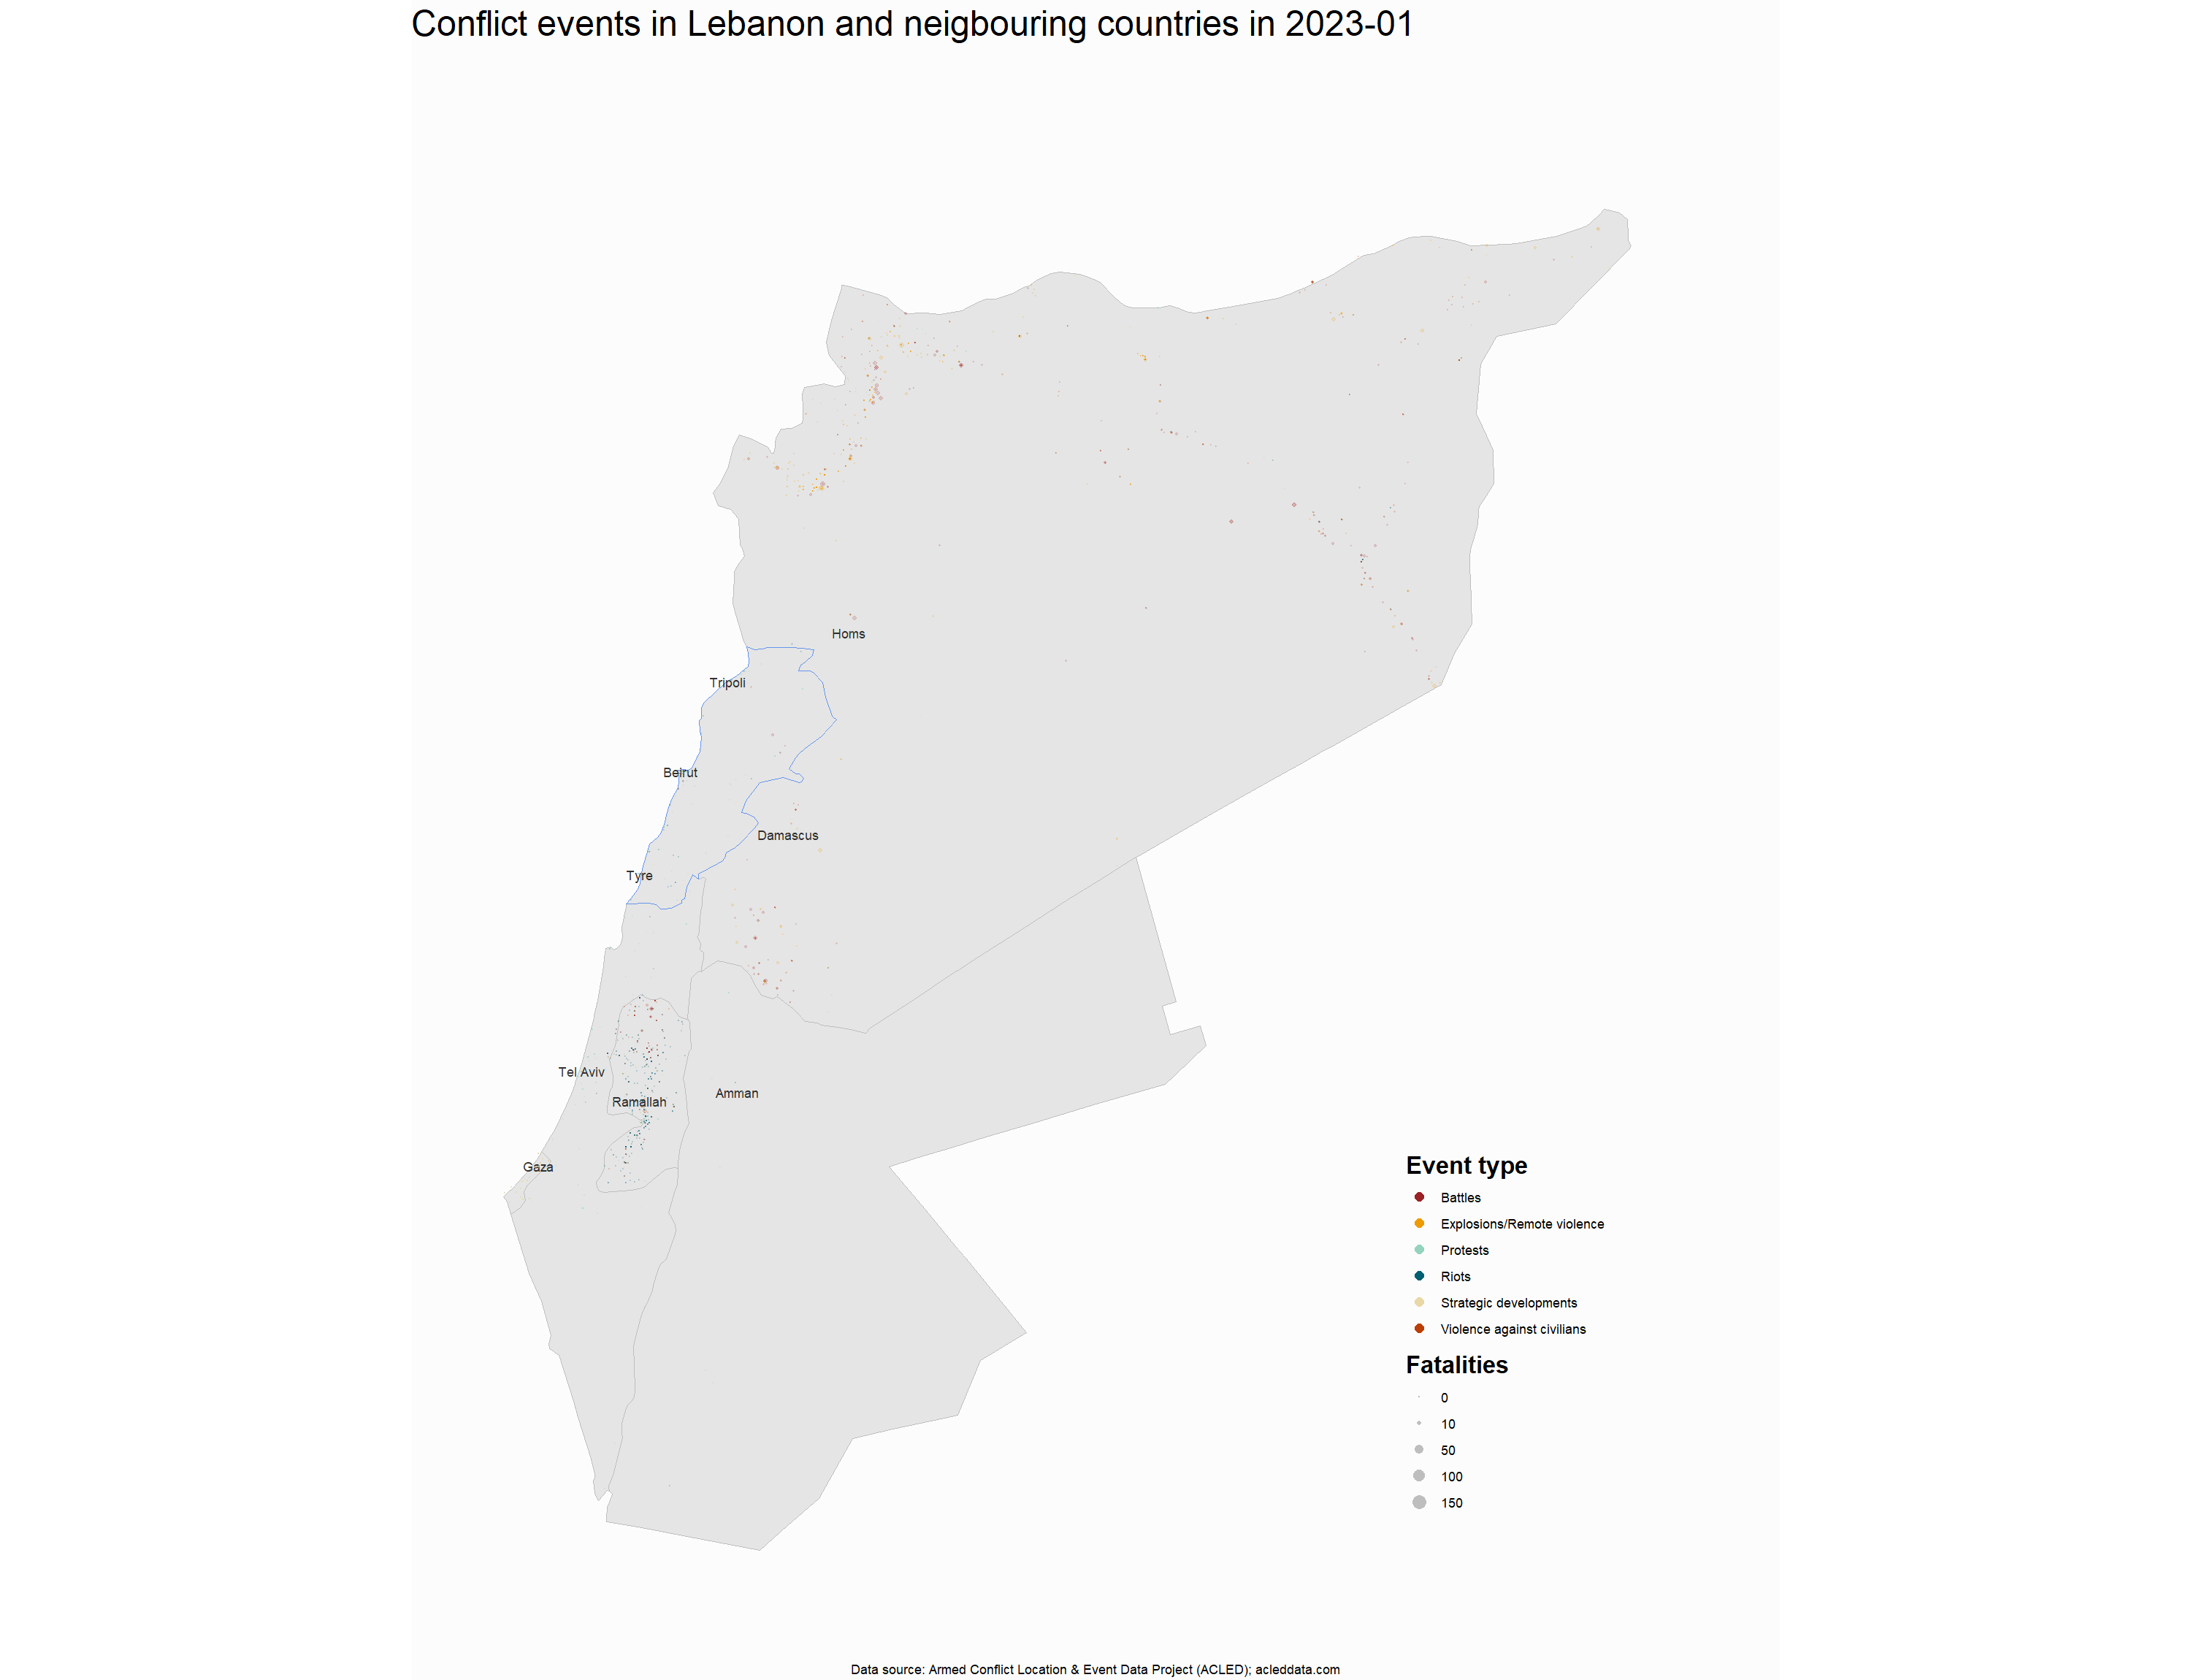 Conflict events in Lebanon and neigbouring countries in 2023-01
Homs
Tripoli
Beirut
Damascus
Tyre
Tel Aviv
Amman
Ramallah
Gaza
Event type
Battles
Explosions/Remote violence
Protests
Riots
Strategic developments
Violence against civilians
Fatalities
0
10
50
100
150
Data source: Armed Conflict Location & Event Data Project (ACLED); acleddata.com